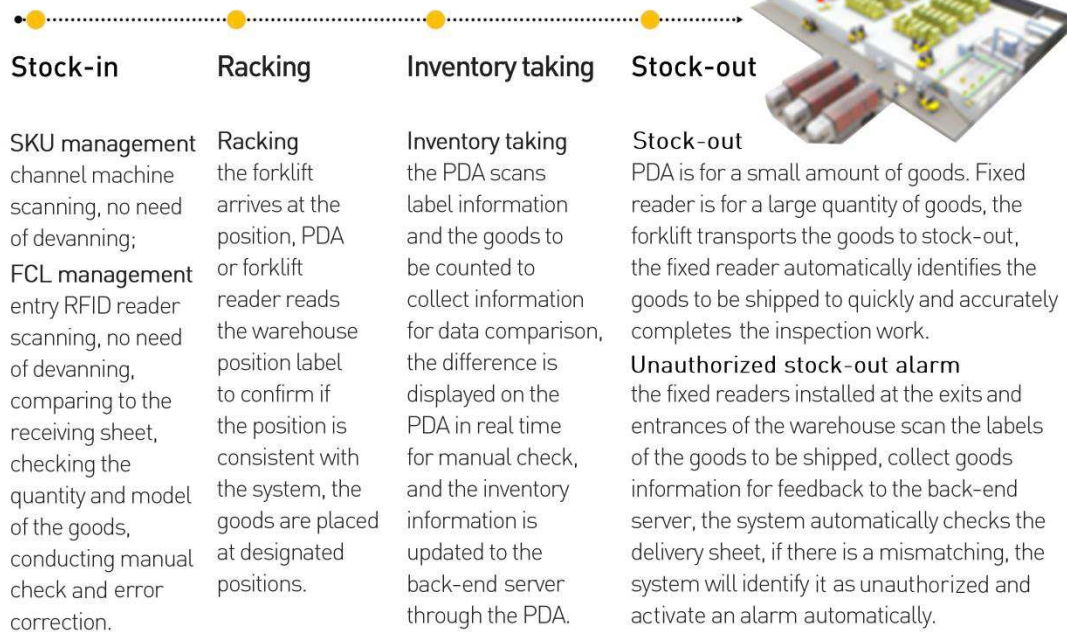 Stock-in
SKU management
channel machine
scanning, no need
of devanning;
FCL management
entry RFID reader
scanning, no need
of devanning,
comparing to the
receiving sheet,
checking the
quantity and model
of the goods,
conducting manual
check and error
correction.
Racking
Racking
the forklift
arrives at the
position, PDA
or forklift
reader reads
the warehouse
position label
to confirm if
the position is
consistent with
the system, the
goods are placed
at designated
positions.
Inventory taking
Inventory taking
the PDA scans
label information
and the goods to
be counted to
collect information
for data comparison,
the difference is
displayed on the
PDA in real time
for manual check,
and the inventory
information is
updated to the
back-end server
through the PDA.
Stock-out
Stock-out
PDA is for a small amount of goods. Fixed
reader is for a large quantity of goods, the
forklift transports the goods to stock-out,
the fixed reader automatically identifies the
goods to be shipped to quickly and accurately
completes the inspection work.
Unauthorized stock-out alarm
the fixed readers installed at the exits and
entrances of the warehouse scan the labels
of the goods to be shipped, collect goods
information for feedback to the back-end
server, the system automatically checks the
delivery sheet, if there is a mismatching, the
system will identify it as unauthorized and
activate an alarm automatically.